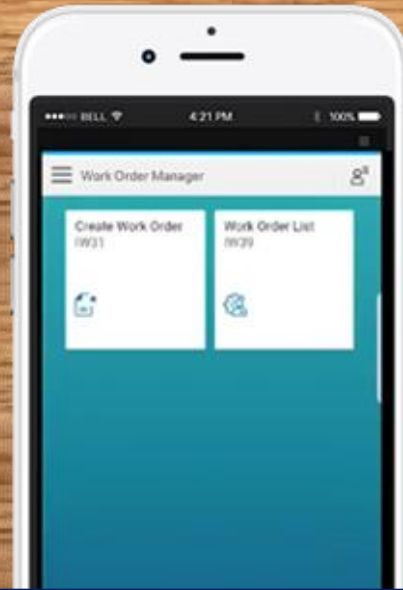 BELL 4:21 PM 100%
Work Order Manager
Create Work Order
IW31
Work Order List
IW39